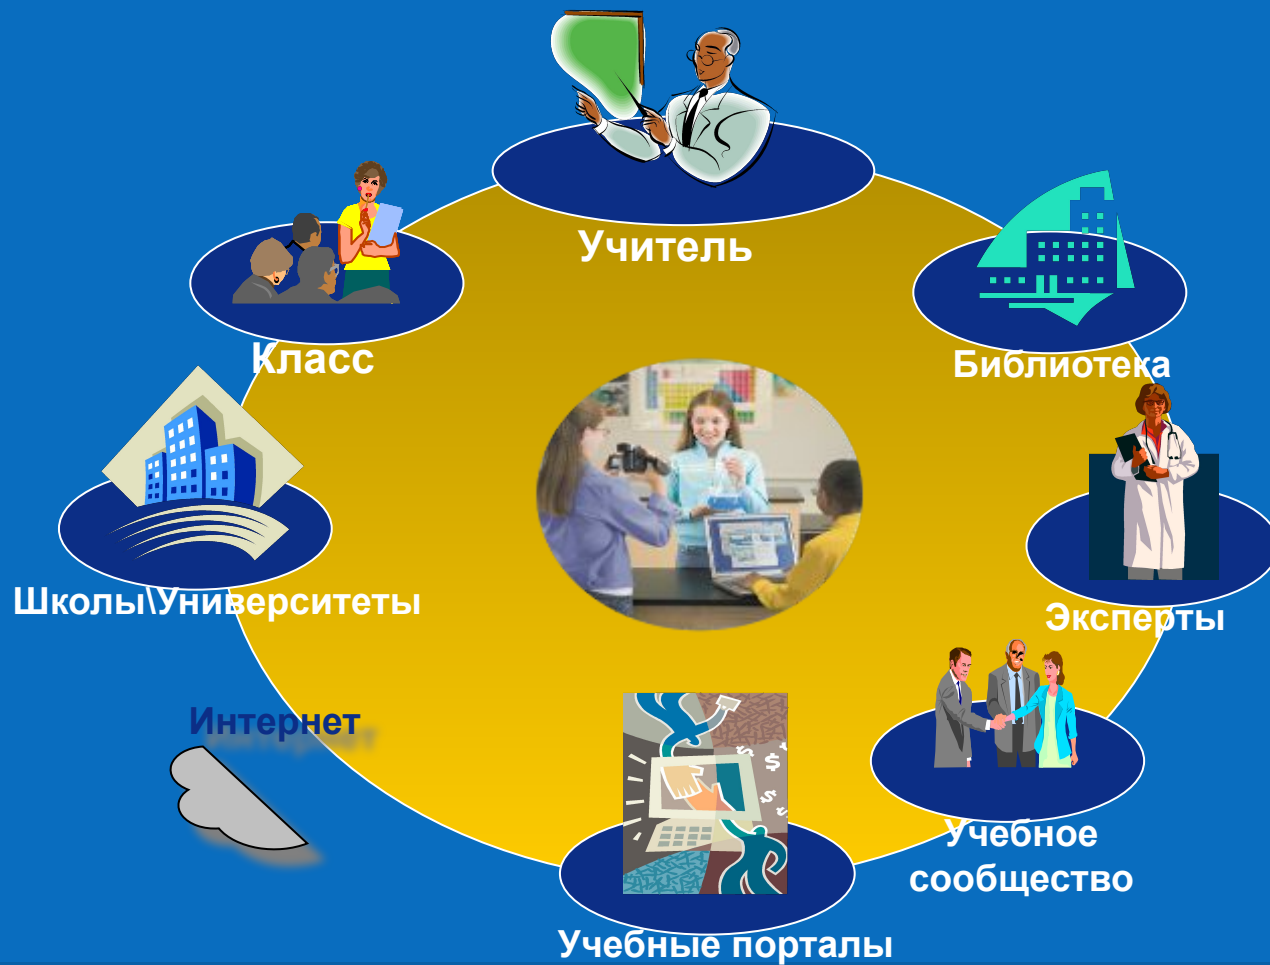 Учитель
Класс
Библиотека
Школы\Университеты
Эксперты
Интернет
Учебное
сообщество
Учебные порталы